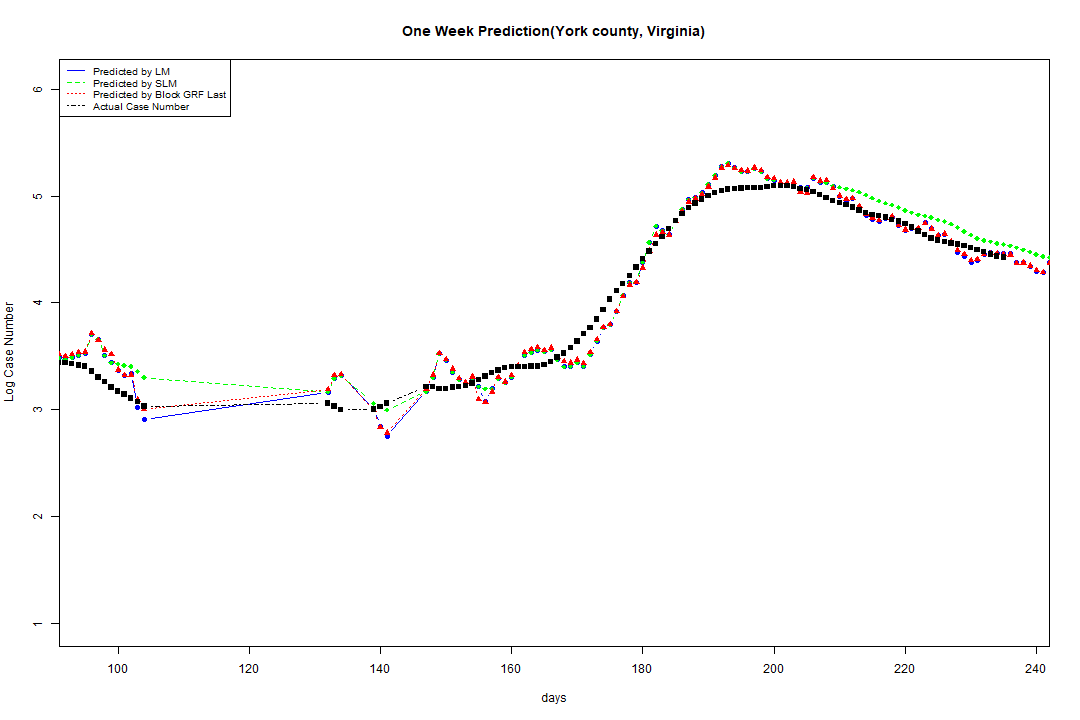 One Week Prediction(York county, Virginia)
Predicted by LM
Predicted by SLM
Predicted by Block GRF Last
Actual Case Number
Log Case Number
6
5
4
3
2
1
100 120 140 160 180 200 220 240
days